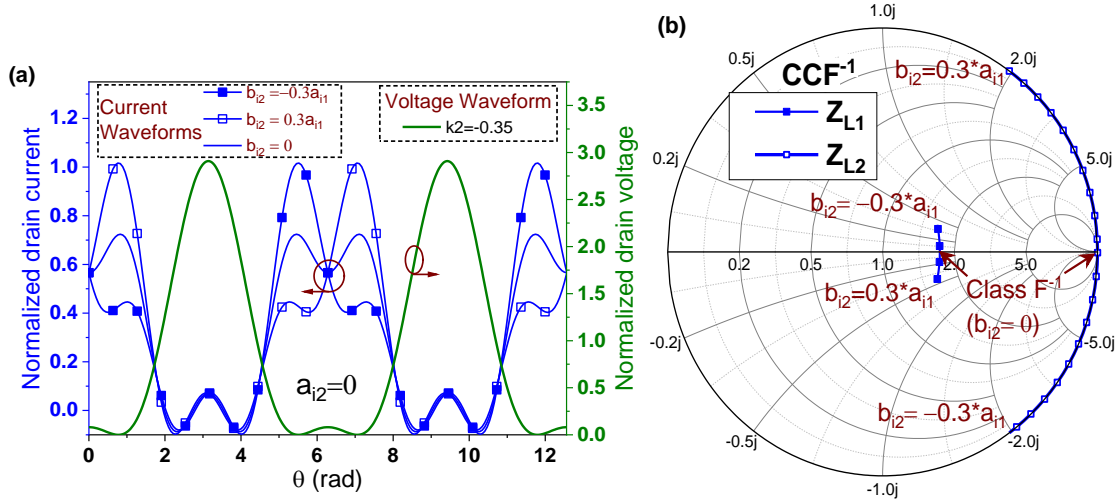 (a)
Normalized drain current
1.2
1.0
0.8
0.6
0.4
0.2
0.0
Current
Waveforms
b_i2 = −0.3a_i1
b_i2 = 0.3a_i1
b_i2 = 0
Voltage Waveform
k2=-0.35
a_i2=0
0 2 4 6 8 10 12
θ (rad)
3.5
3.0
2.5
2.0
1.5
1.0
0.5
0.0
Normalized drain voltage
(b)
1.0j
0.5j
2.0j
CCF^-1
b_i2=0.3*a_i1
Z_L1
Z_L2
0.2j
5.0j
b_i2= −0.3*a_i1
0.2 0.5 1.0 2.0 5.0
b_i2=0.3*a_i1
Class F^-1
(b_i2= 0)
-0.2j
-5.0j
b_i2= −0.3*a_i1
-0.5j
-2.0j
-1.0j